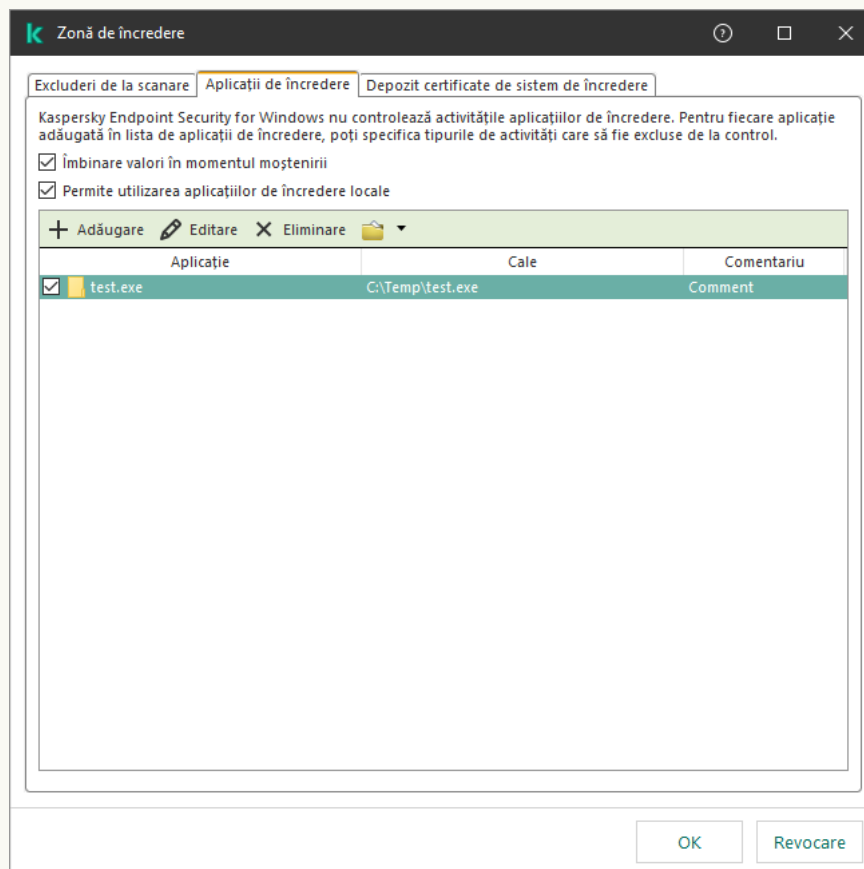 Zonă de încredere
Excluderi de la scanare Aplicații de încredere Depozit certificate de sistem de încredere
Kaspersky Endpoint Security for Windows nu controlează activitățile aplicațiilor de încredere. Pentru fiecare aplicație
adăugată în lista de aplicații de încredere, poți specifica tipurile de activități care să fie excluse de la control.
Îmbinare valori în momentul moștenirii
Permite utilizarea aplicațiilor de încredere locale
Adăugare Editare Eliminare
Aplicație Cale Comentariu
test.exe C:\Temp\test.exe Comment
OK Revocare